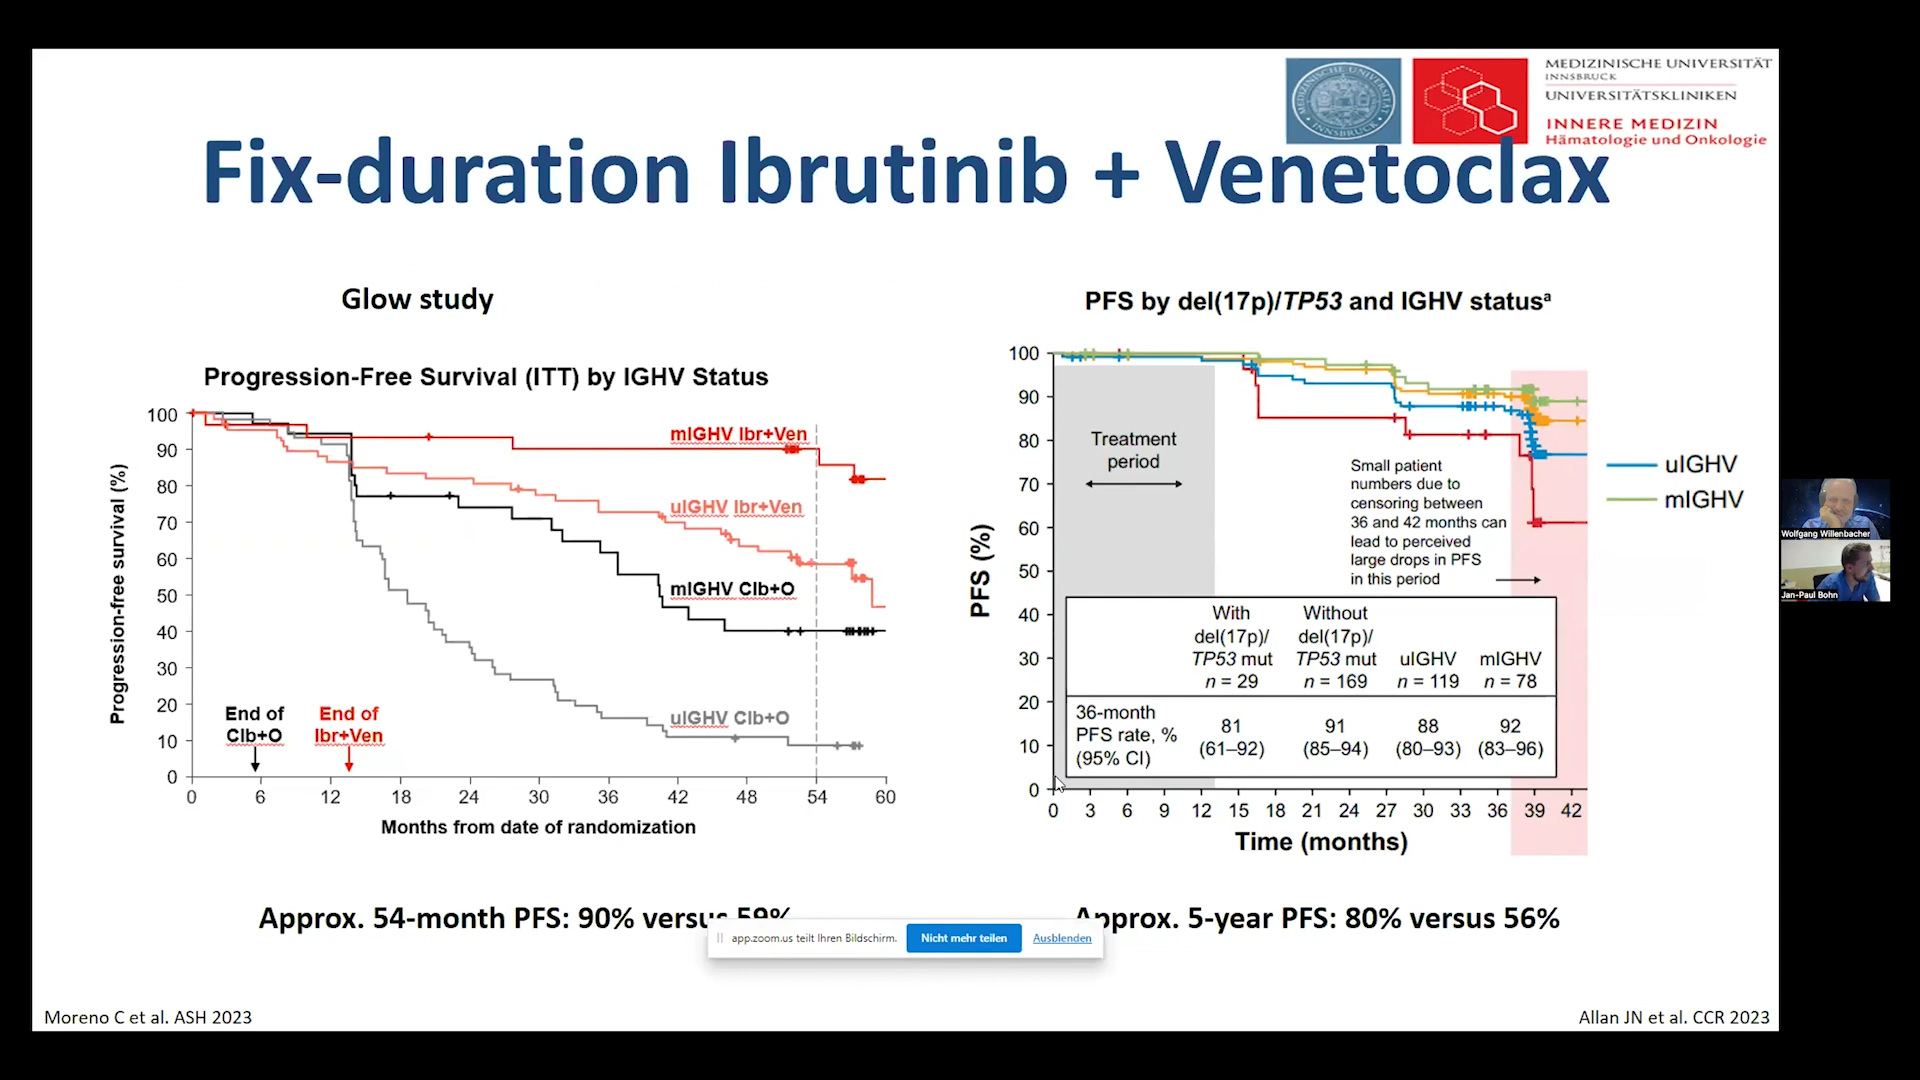 MEDIZINISCHE UNIVERSITÄT
INNSBRUCK
UNIVERSITÄTSKLINIKEN
INNERE MEDIZIN
Hämatologie und Onkologie
Fix-duration Ibrutinib + Venetoclax
Glow study
Progression-Free Survival (ITT) by IGHV Status
Progression-free survival (%)
100
90
80
70
60
50
40
30
20
10
0
mIGHV Ibr+Ven
uIGHV Ibr+Ven
mIGHV Clb+O
uIGHV Clb+O
End of
Clb+O
End of
Ibr+Ven
0 6 12 18 24 30 36 42 48 54 60
Months from date of randomization
Approx. 54-month PFS: 90% versus 59%
PFS by del(17p)/TP53 and IGHV statusᵃ
PFS (%)
100
90
80
70
60
50
40
30
20
10
0
Treatment
period
Small patient
numbers due to
censoring between
36 and 42 months can
lead to perceived
large drops in PFS
in this period
uIGHV
mIGHV
With del(17p)/TP53 mut n = 29
Without del(17p)/TP53 mut n = 169
uIGHV n = 119
mIGHV n = 78
36-month PFS rate, % (95% CI)
81 (61–92)
91 (85–94)
88 (80–93)
92 (83–96)
0 3 6 9 12 15 18 21 24 27 30 33 36 39 42
Time (months)
Approx. 5-year PFS: 80% versus 56%
app.zoom.us teilt Ihren Bildschirm.
Nicht mehr teilen
Ausblenden
Moreno C et al. ASH 2023
Allan JN et al. CCR 2023
Wolfgang Willenbacher
Jan-Paul Bohn